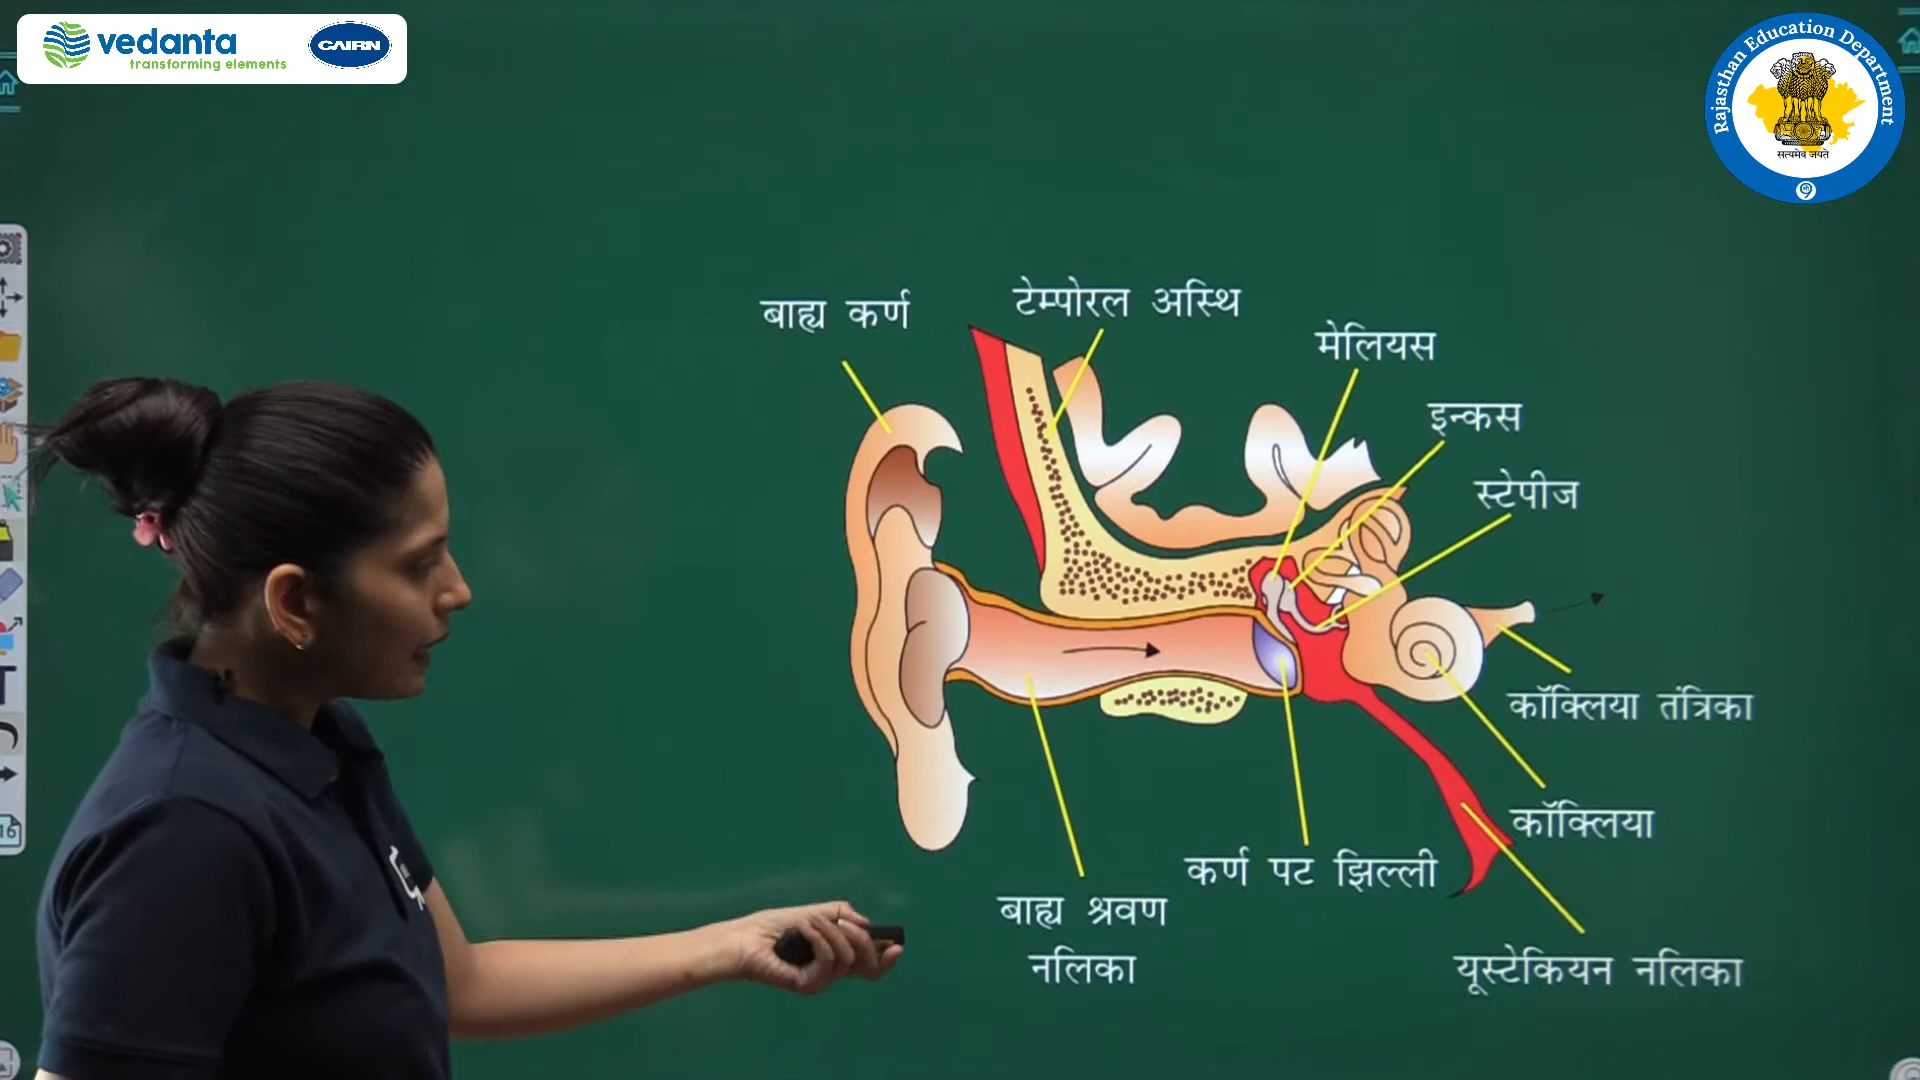 vedanta
transforming elements
CAIRN
Rajasthan Education Department
सत्यमेव जयते
बाह्य कर्ण
टेम्पोरल अस्थि
मेलियस
इन्कस
स्टेपीज
कॉक्लिया तंत्रिका
कॉक्लिया
कर्ण पट झिल्ली
बाह्य श्रवण
नलिका
यूस्टेकियन नलिका
16